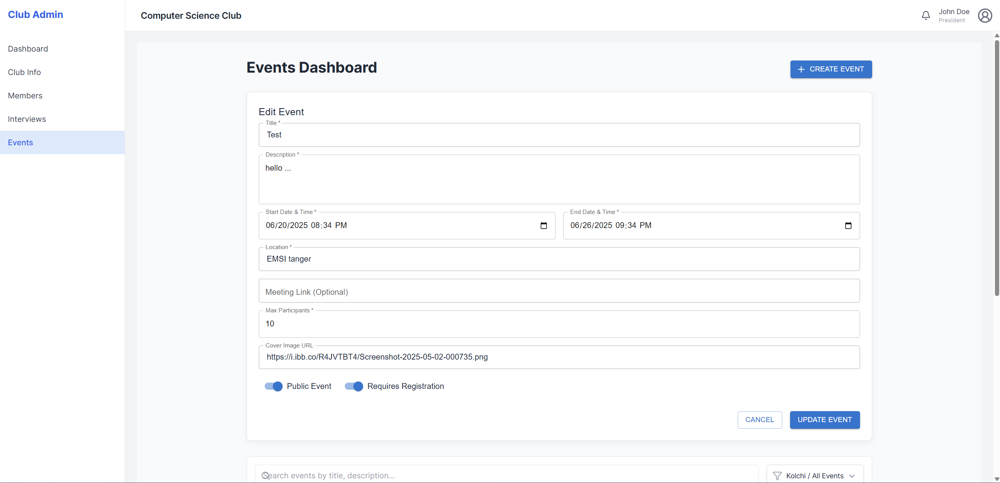 Club Admin
Computer Science Club
John Doe
President
Dashboard
Club Info
Members
Interviews
Events
Events Dashboard
CREATE EVENT
Edit Event
Title *
Test
Description *
hello ...
Start Date & Time *
06/20/2025 08:34 PM
End Date & Time *
06/26/2025 09:34 PM
Location *
EMSI tanger
Meeting Link (Optional)
Max Participants *
10
Cover Image URL
https://i.ibb.co/R4JVTBT4/Screenshot-2025-05-02-000735.png
Public Event
Requires Registration
CANCEL
UPDATE EVENT
Search events by title, description...
Kolchi / All Events